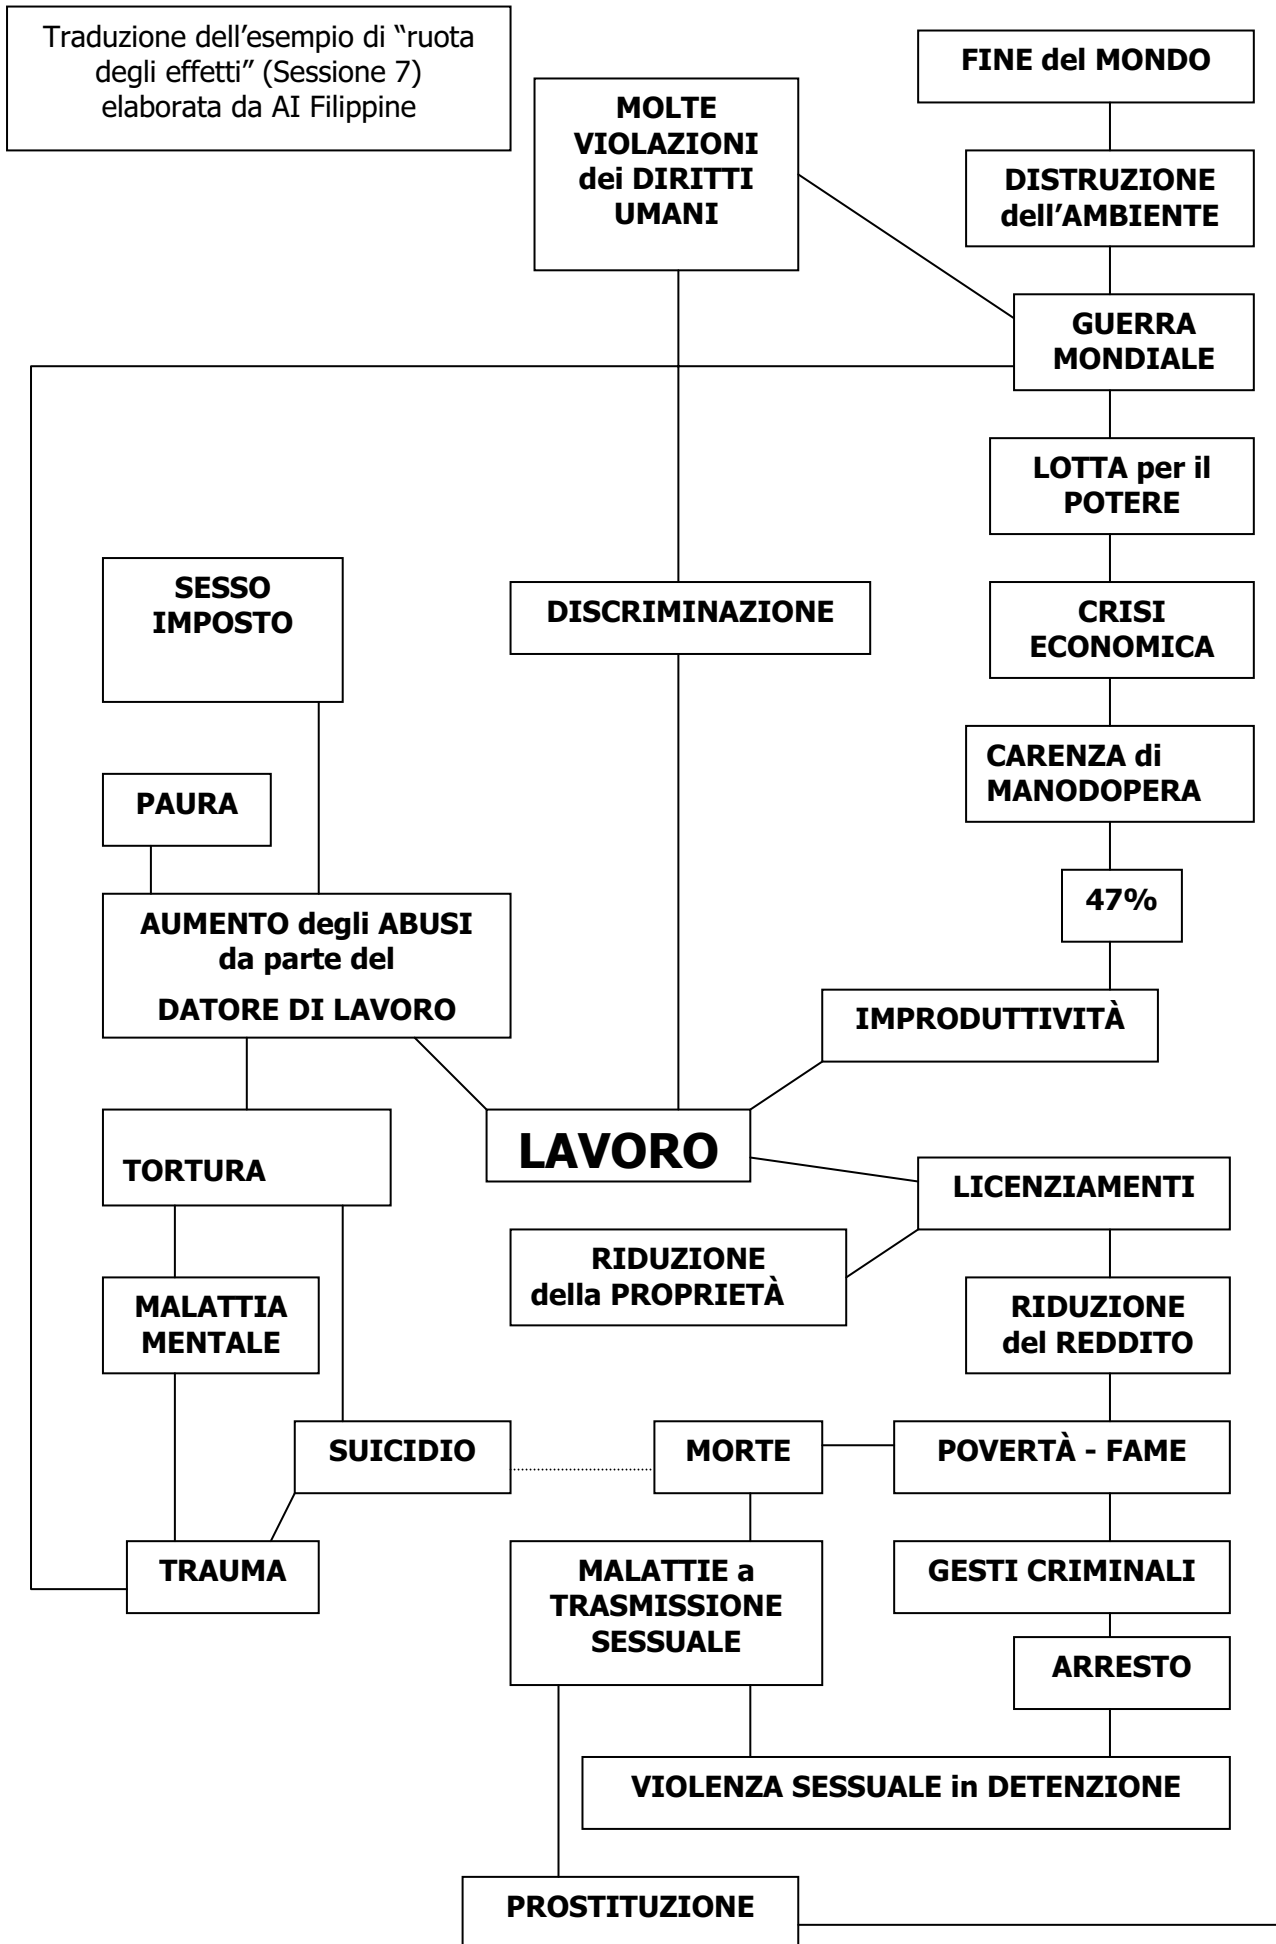 Traduzione dell’esempio di “ruota
degli effetti” (Sessione 7)
elaborata da AI Filippine
FINE del MONDO
MOLTE
VIOLAZIONI
dei DIRITTI
UMANI
DISTRUZIONE
dell’AMBIENTE
GUERRA
MONDIALE
LOTTA per il
POTERE
SESSO
IMPOSTO
DISCRIMINAZIONE
CRISI
ECONOMICA
CARENZA di
MANODOPERA
PAURA
47%
AUMENTO degli ABUSI
da parte del
DATORE DI LAVORO
IMPRODUTTIVITÀ
LAVORO
TORTURA
LICENZIAMENTI
RIDUZIONE
della PROPRIETÀ
MALATTIA
MENTALE
RIDUZIONE
del REDDITO
SUICIDIO
MORTE
POVERTÀ - FAME
TRAUMA
MALATTIE a
TRASMISSIONE
SESSUALE
GESTI CRIMINALI
ARRESTO
VIOLENZA SESSUALE in DETENZIONE
PROSTITUZIONE